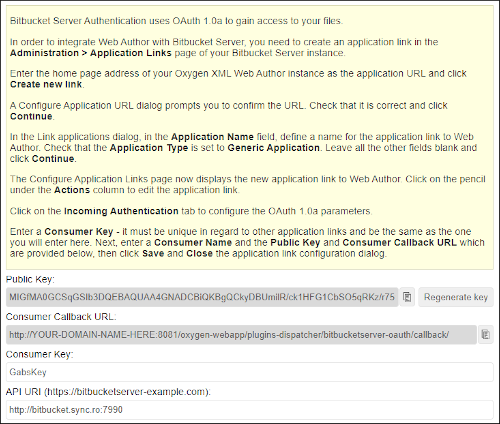 Bitbucket Server Authentication uses OAuth 1.0a to gain access to your files.
In order to integrate Web Author with Bitbucket Server, you need to create an application link in the
Administration > Application Links page of your Bitbucket Server instance.
Enter the home page address of your Oxygen XML Web Author instance as the application URL and click
Create new link.
A Configure Application URL dialog prompts you to confirm the URL. Check that it is correct and click
Continue.
In the Link applications dialog, in the Application Name field, define a name for the application link to Web
Author. Check that the Application Type is set to Generic Application. Leave all the other fields blank and
click Continue.
The Configure Application Links page now displays the new application link to Web Author. Click on the pencil
under the Actions column to edit the application link.
Click on the Incoming Authentication tab to configure the OAuth 1.0a parameters.
Enter a Consumer Key - it must be unique in regard to other application links and be the same as the one
you will enter here. Next, enter a Consumer Name and the Public Key and Consumer Callback URL which
are provided below, then click Save and Close the application link configuration dialog.
Public Key:
MIGfMA0GCSqGSIb3DQEBAQUAA4GNADCBiQKBgQCkyDBUmilR/ck1HFG1CbSO5qRKz/r75
Regenerate key
Consumer Callback URL:
http://YOUR-DOMAIN-NAME-HERE:8081/oxygen-webapp/plugins-dispatcher/bitbucketserver-oauth/callback/
Consumer Key:
GabsKey
API URI (https://bitbucketserver-example.com):
http://bitbucket.sync.ro:7990